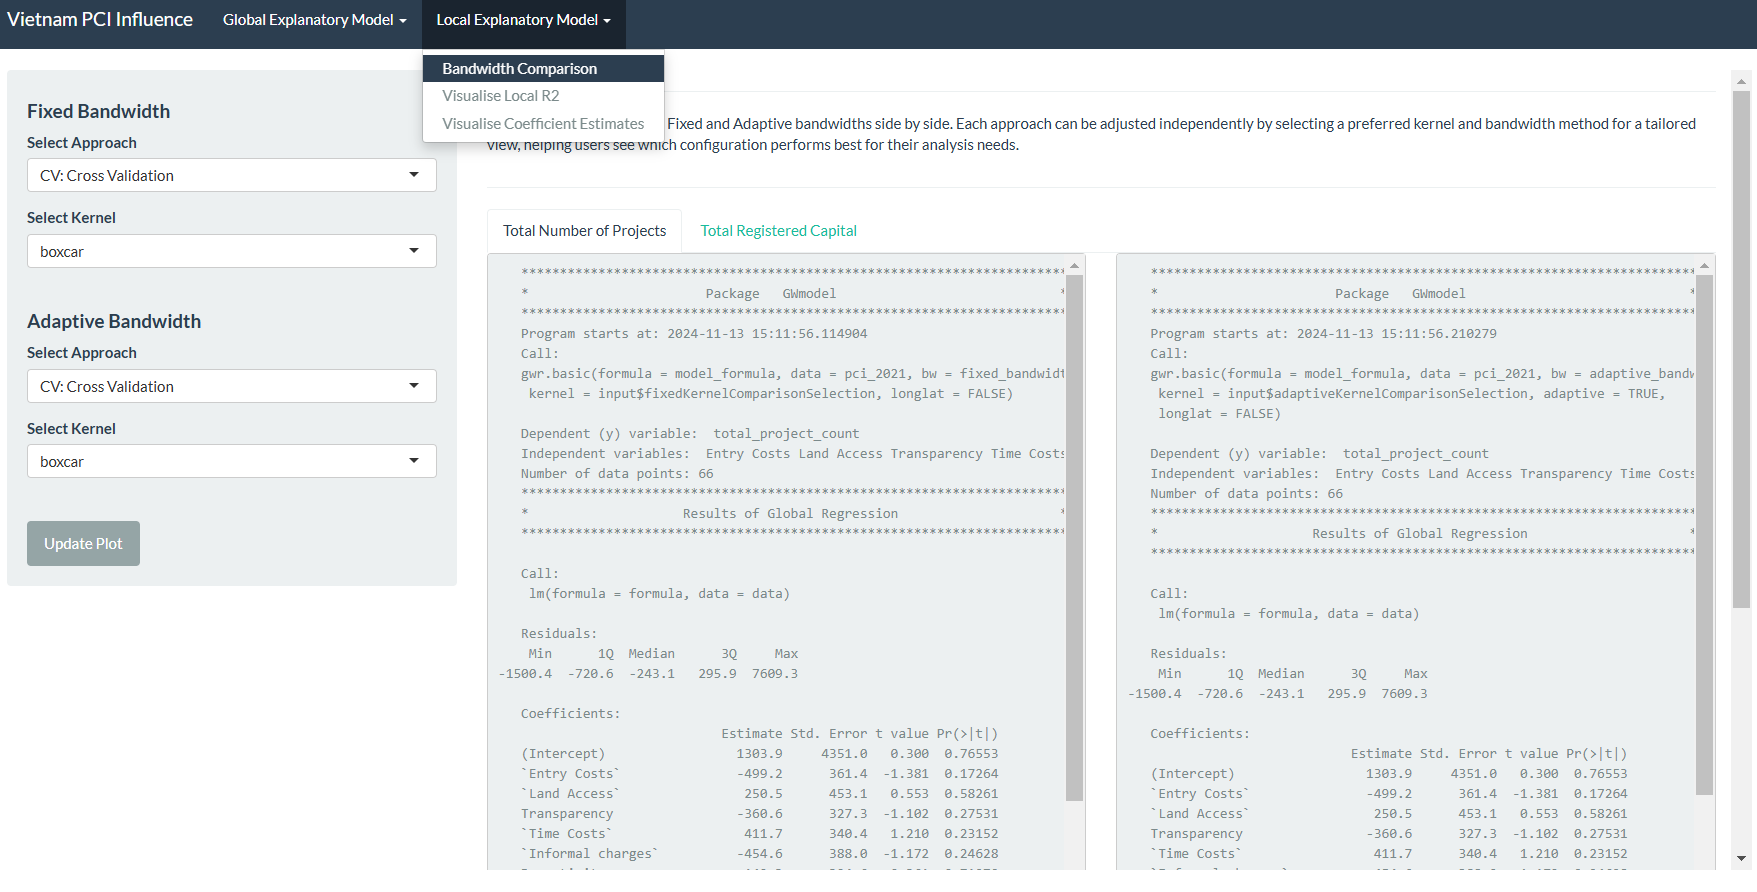 Vietnam PCI Influence
Global Explanatory Model
Local Explanatory Model
Bandwidth Comparison
Visualise Local R2
Visualise Coefficient Estimates
Fixed Bandwidth
Select Approach
CV: Cross Validation
Select Kernel
boxcar
Adaptive Bandwidth
Select Approach
CV: Cross Validation
Select Kernel
boxcar
Update Plot
Fixed and Adaptive bandwidths side by side. Each approach can be adjusted independently by selecting a preferred kernel and bandwidth method for a tailored
view, helping users see which configuration performs best for their analysis needs.
Total Number of Projects
Total Registered Capital
***********************************************************************
* Package GWmodel *
***********************************************************************
Program starts at: 2024-11-13 15:11:56.114904
Call:
gwr.basic(formula = model_formula, data = pci_2021, bw = fixed_bandwidt
kernel = input$fixedKernelComparisonSelection, longlat = FALSE)
Dependent (y) variable: total_project_count
Independent variables: Entry Costs Land Access Transparency Time Costs
Number of data points: 66
***********************************************************************
* Results of Global Regression *
***********************************************************************
Call:
lm(formula = formula, data = data)
Residuals:
Min 1Q Median 3Q Max
-1500.4 -720.6 -243.1 295.9 7609.3
Coefficients:
Estimate Std. Error t value Pr(>|t|)
(Intercept) 1303.9 4351.0 0.300 0.76553
`Entry Costs` -499.2 361.4 -1.381 0.17264
`Land Access` 250.5 453.1 0.553 0.58261
Transparency -360.6 327.3 -1.102 0.27531
`Time Costs` 411.7 340.4 1.210 0.23152
`Informal charges` -454.6 388.0 -1.172 0.24628
***********************************************************************
* Package GWmodel *
***********************************************************************
Program starts at: 2024-11-13 15:11:56.210279
Call:
gwr.basic(formula = model_formula, data = pci_2021, bw = adaptive_bandw
kernel = input$adaptiveKernelComparisonSelection, adaptive = TRUE,
longlat = FALSE)
Dependent (y) variable: total_project_count
Independent variables: Entry Costs Land Access Transparency Time Costs
Number of data points: 66
***********************************************************************
* Results of Global Regression *
***********************************************************************
Call:
lm(formula = formula, data = data)
Residuals:
Min 1Q Median 3Q Max
-1500.4 -720.6 -243.1 295.9 7609.3
Coefficients:
Estimate Std. Error t value Pr(>|t|)
(Intercept) 1303.9 4351.0 0.300 0.76553
`Entry Costs` -499.2 361.4 -1.381 0.17264
`Land Access` 250.5 453.1 0.553 0.58261
Transparency -360.6 327.3 -1.102 0.27531
`Time Costs` 411.7 340.4 1.210 0.23152